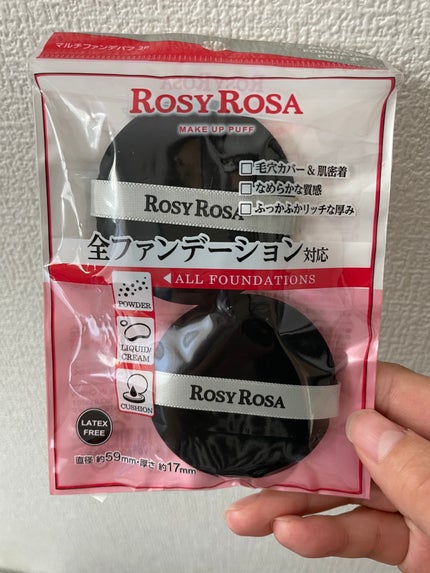 マルチファンデパフ 2P
ROSY ROSA
MAKE UP PUFF
毛穴カバー&肌密着
なめらかな質感
ふっかふかリッチな厚み
ROSY ROSA
全ファンデーション対応
◀ALL FOUNDATIONS
POWDER
LIQUID/
CREAM
CUSHION
ROSY ROSA
LATEX
FREE
直径 約59mm・厚さ 約17mm